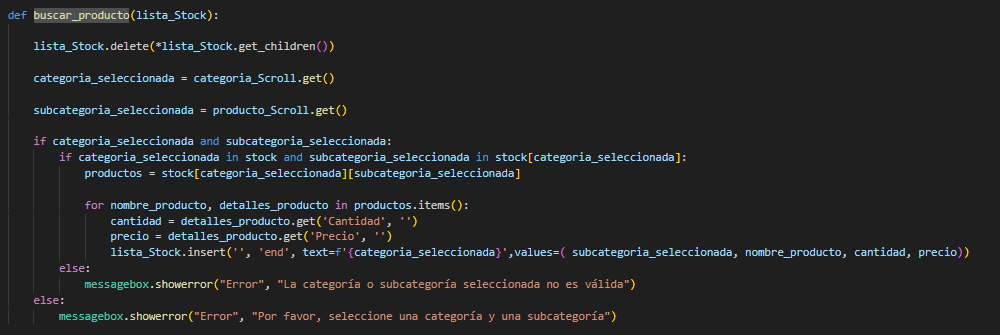 def buscar_producto(lista_Stock):
lista_Stock.delete(*lista_Stock.get_children())
categoria_seleccionada = categoria_Scroll.get()
subcategoria_seleccionada = producto_Scroll.get()
if categoria_seleccionada and subcategoria_seleccionada:
if categoria_seleccionada in stock and subcategoria_seleccionada in stock[categoria_seleccionada]:
productos = stock[categoria_seleccionada][subcategoria_seleccionada]
for nombre_producto, detalles_producto in productos.items():
cantidad = detalles_producto.get('Cantidad', '')
precio = detalles_producto.get('Precio', '')
lista_Stock.insert('', 'end', text=f'{categoria_seleccionada}',values=( subcategoria_seleccionada, nombre_producto, cantidad, precio))
else:
messagebox.showerror("Error", "La categoría o subcategoría seleccionada no es válida")
else:
messagebox.showerror("Error", "Por favor, seleccione una categoría y una subcategoría")